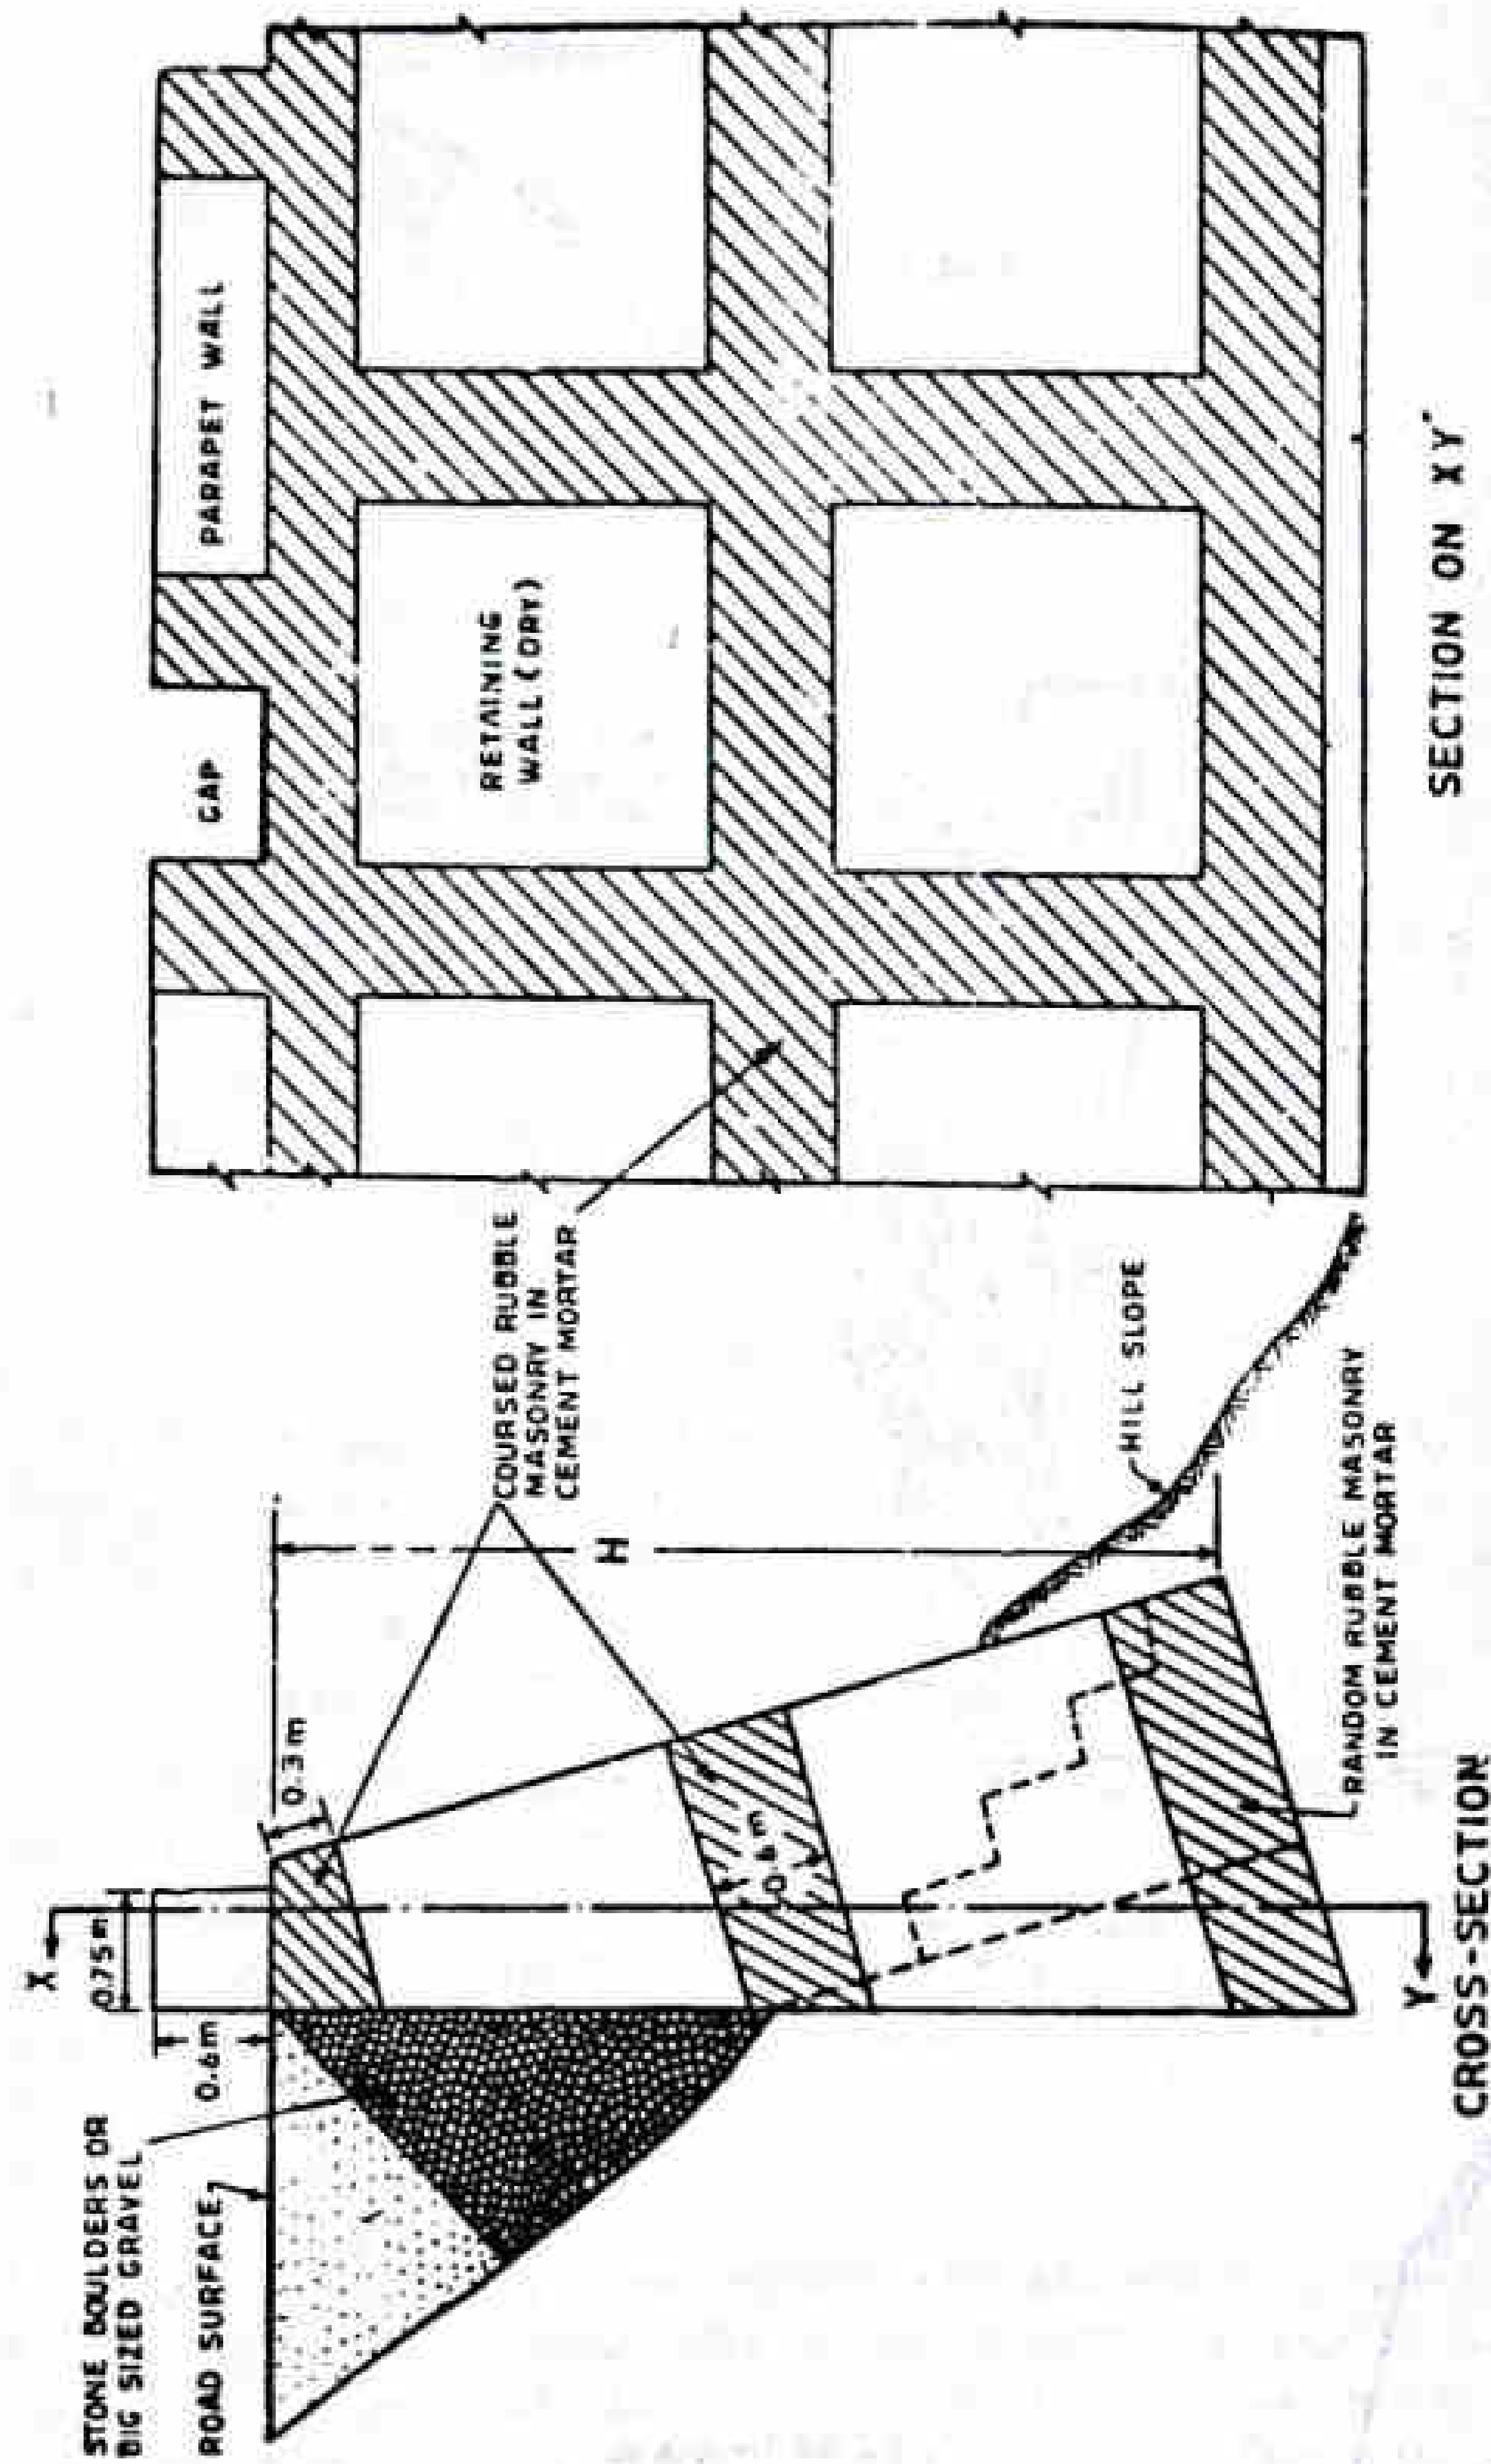 STONE BOULDERS OR
BIG SIZED GRAVEL
ROAD SURFACE
0.6m
0.75m
X
0.3m
COURSED RUBBLE
MASONRY IN
CEMENT MORTAR
H
0.6m
HILL SLOPE
RANDOM RUBBLE MASONRY
IN CEMENT MORTAR
Y
CROSS-SECTION
GAP
PARAPET WALL
RETAINING
WALL (DRY)
SECTION ON XY